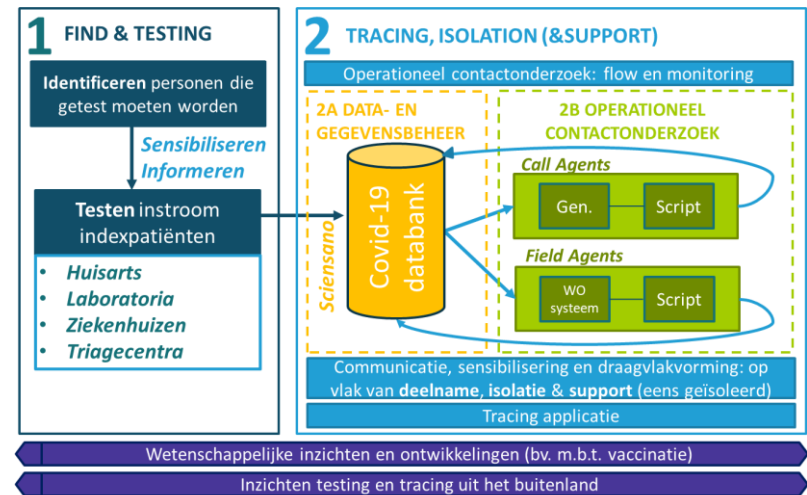 1 FIND & TESTING
Identificeren personen die
getest moeten worden
Sensibiliseren
Informeren
Testen instroom
indexpatiënten
• Huisarts
• Laboratoria
• Ziekenhuizen
• Triagecentra
2 TRACING, ISOLATION (&SUPPORT)
Operationeel contactonderzoek: flow en monitoring
2A DATA- EN
GEGEVENSBEHEER
Sciensano
Covid-19
databank
2B OPERATIONEEL
CONTACTONDERZOEK
Call Agents
Gen.
Script
Field Agents
WO
systeem
Script
Communicatie, sensibilisering en draagvlakvorming: op
vlak van deelname, isolatie & support (eens geïsoleerd)
Tracing applicatie
Wetenschappelijke inzichten en ontwikkelingen (bv. m.b.t. vaccinatie)
Inzichten testing en tracing uit het buitenland